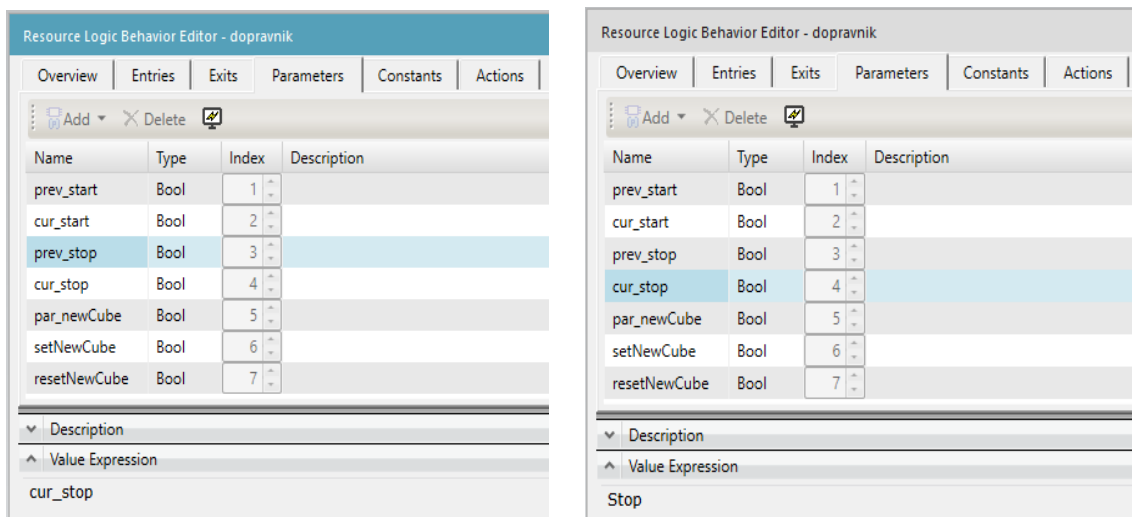 Resource Logic Behavior Editor - dopravnik
Overview Entries Exits Parameters Constants Actions
Add Delete
Name Type Index Description
prev_start Bool 1
cur_start Bool 2
prev_stop Bool 3
cur_stop Bool 4
par_newCube Bool 5
setNewCube Bool 6
resetNewCube Bool 7
Description
Value Expression
cur_stop
Resource Logic Behavior Editor - dopravnik
Overview Entries Exits Parameters Constants Actions
Add Delete
Name Type Index Description
prev_start Bool 1
cur_start Bool 2
prev_stop Bool 3
cur_stop Bool 4
par_newCube Bool 5
setNewCube Bool 6
resetNewCube Bool 7
Description
Value Expression
Stop